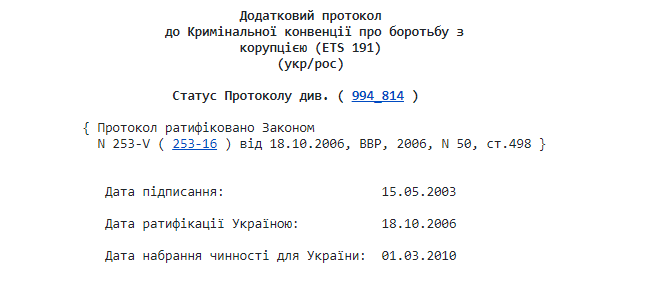 Додатковий протокол
до Кримінальної конвенції про боротьбу з
корупцією (ETS 191)
(укр/рос)
Статус Протоколу див. ( 994_814 )
{ Протокол ратифіковано Законом
N 253-V ( 253-16 ) від 18.10.2006, ВВР, 2006, N 50, ст.498 }
Дата підписання: 15.05.2003
Дата ратифікації Україною: 18.10.2006
Дата набрання чинності для України: 01.03.2010